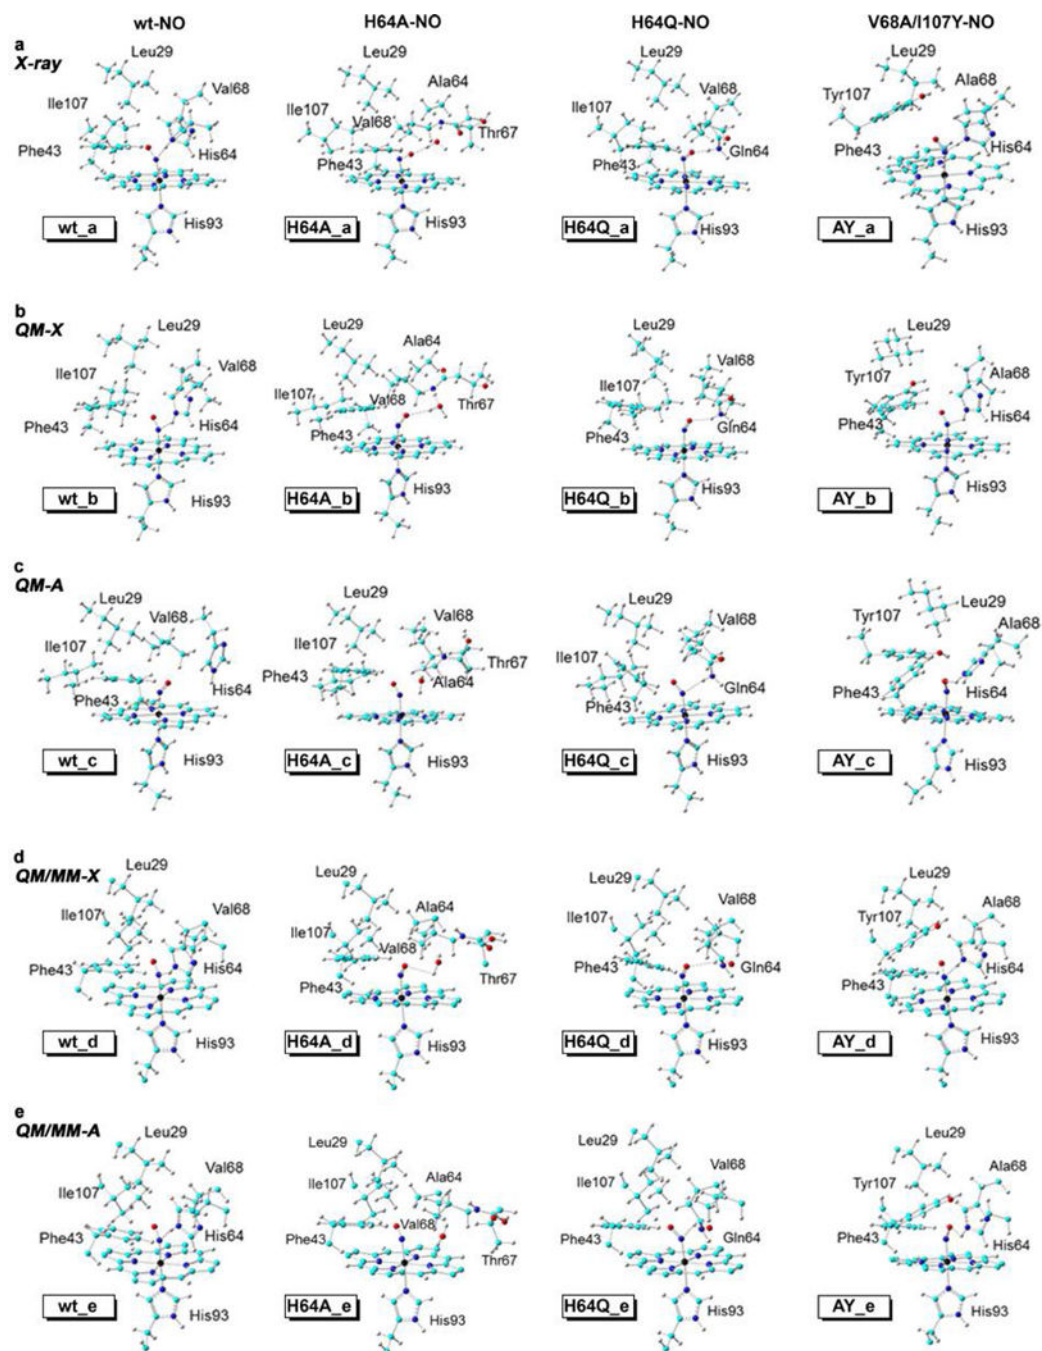 wt-NO H64A-NO H64Q-NO V68A/I107Y-NO
a
X-ray
Leu29 Leu29 Leu29 Leu29
Val68 Ala64 Val68 Ala68
Ile107 Ile107 Ile107 Tyr107
Val68 Thr67
Phe43 His64 Phe43 Phe43 Gln64 Phe43 His64
His93 His93 His93 His93
wt_a H64A_a H64Q_a AY_a
b
QM-X
Leu29 Leu29 Leu29 Leu29
Ala64
Ile107 Val68 Val68 Ala68
Ile107 Val68 Thr67 Ile107 Tyr107
Phe43 His64 Phe43 Phe43 Gln64 Phe43 His64
His93 His93 His93 His93
wt_b H64A_b H64Q_b AY_b
c
QM-A
Leu29 Leu29 Leu29 Leu29
Val68 Val68 Val68 Tyr107 Ala68
Ile107 Ile107 Thr67 Ile107
Phe43 His64 Phe43 Ala64 Phe43 Gln64 Phe43 His64
His93 His93 His93 His93
wt_c H64A_c H64Q_c AY_c
d
QM/MM-X
Leu29 Leu29 Leu29 Leu29
Ile107 Val68 Ala64 Val68 Ala68
Ile107 Val68 Ile107 Tyr107
Phe43 His64 Phe43 Thr67 Phe43 Gln64 Phe43 His64
His93 His93 His93 His93
wt_d H64A_d H64Q_d AY_d
e
QM/MM-A
Leu29 Leu29 Leu29 Leu29
Val68 Ala64 Val68 Ala68
Ile107 Ile107 Ile107 Tyr107
Val68
Phe43 His64 Phe43 Thr67 Phe43 Gln64 Phe43 His64
His93 His93 His93 His93
wt_e H64A_e H64Q_e AY_e